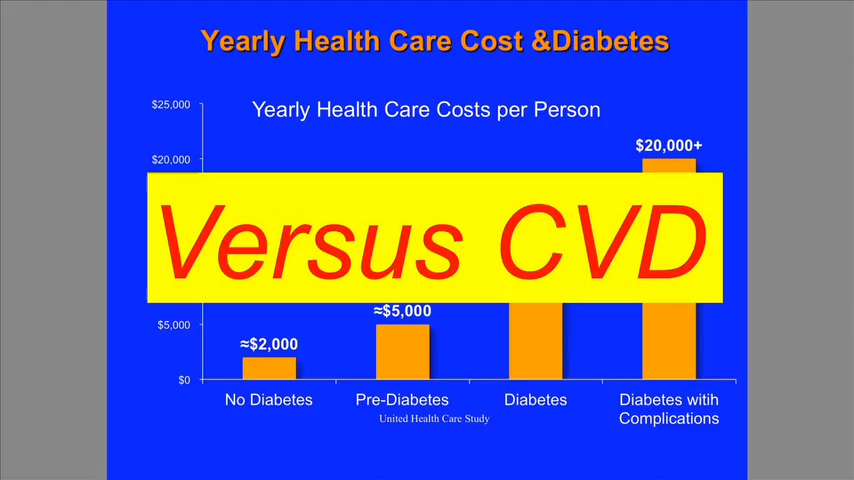 Yearly Health Care Cost &Diabetes
Yearly Health Care Costs per Person
$25,000
$20,000+
$20,000
Versus CVD
≈$5,000
$5,000
≈$2,000
$0
No Diabetes
Pre-Diabetes
Diabetes
Diabetes witih
Complications
United Health Care Study